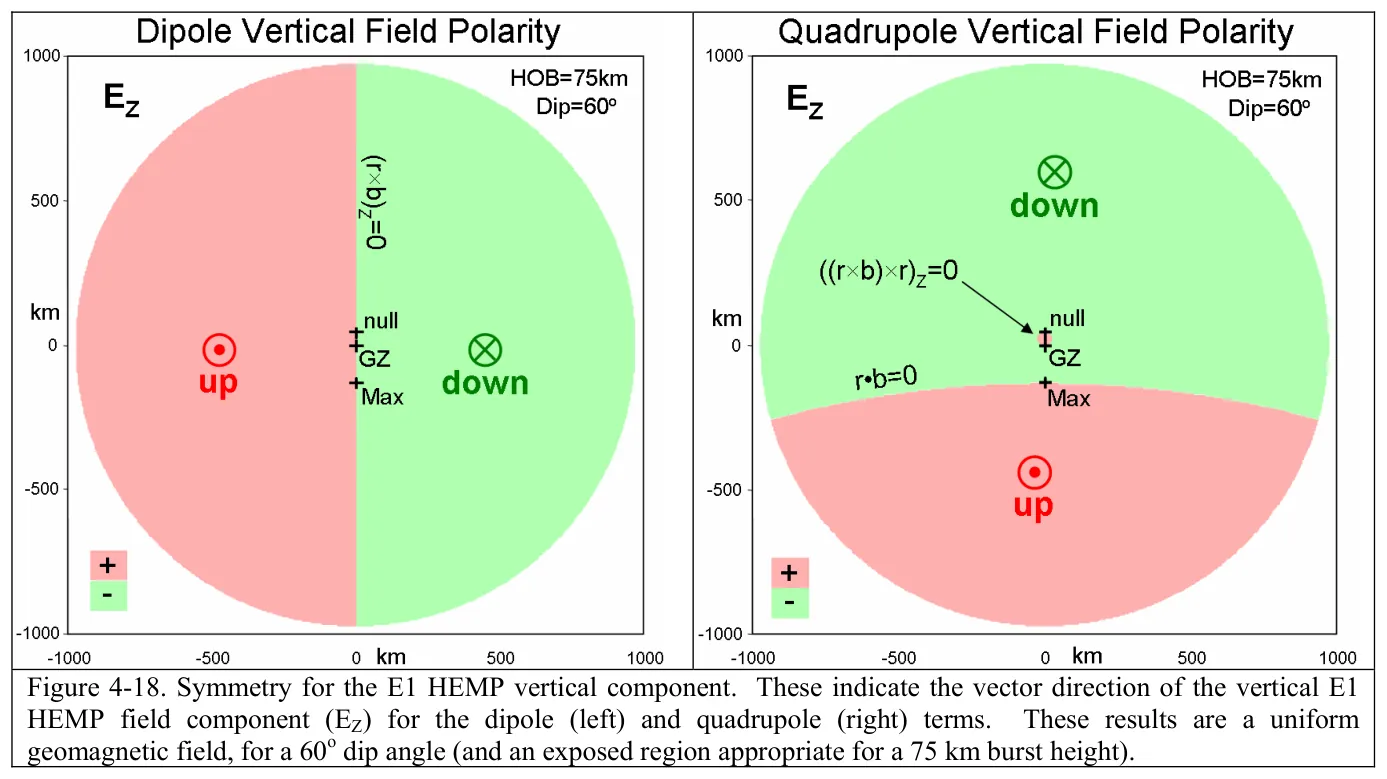 Dipole Vertical Field Polarity
1000
500
km
0
-500
-1000
-1000
-500
0
km
500
1000
E_Z
HOB=75km
Dip=60º
(r×b)_Z=0
null
GZ
Max
up
down
+
-
Quadrupole Vertical Field Polarity
1000
500
km
0
-500
-1000
-1000
-500
0
km
500
1000
E_Z
HOB=75km
Dip=60º
down
((r×b)×r)_Z=0
null
GZ
r•b=0
Max
up
+
-
Figure 4-18. Symmetry for the E1 HEMP vertical component. These indicate the vector direction of the vertical E1
HEMP field component (E_Z) for the dipole (left) and quadrupole (right) terms. These results are a uniform
geomagnetic field, for a 60º dip angle (and an exposed region appropriate for a 75 km burst height).